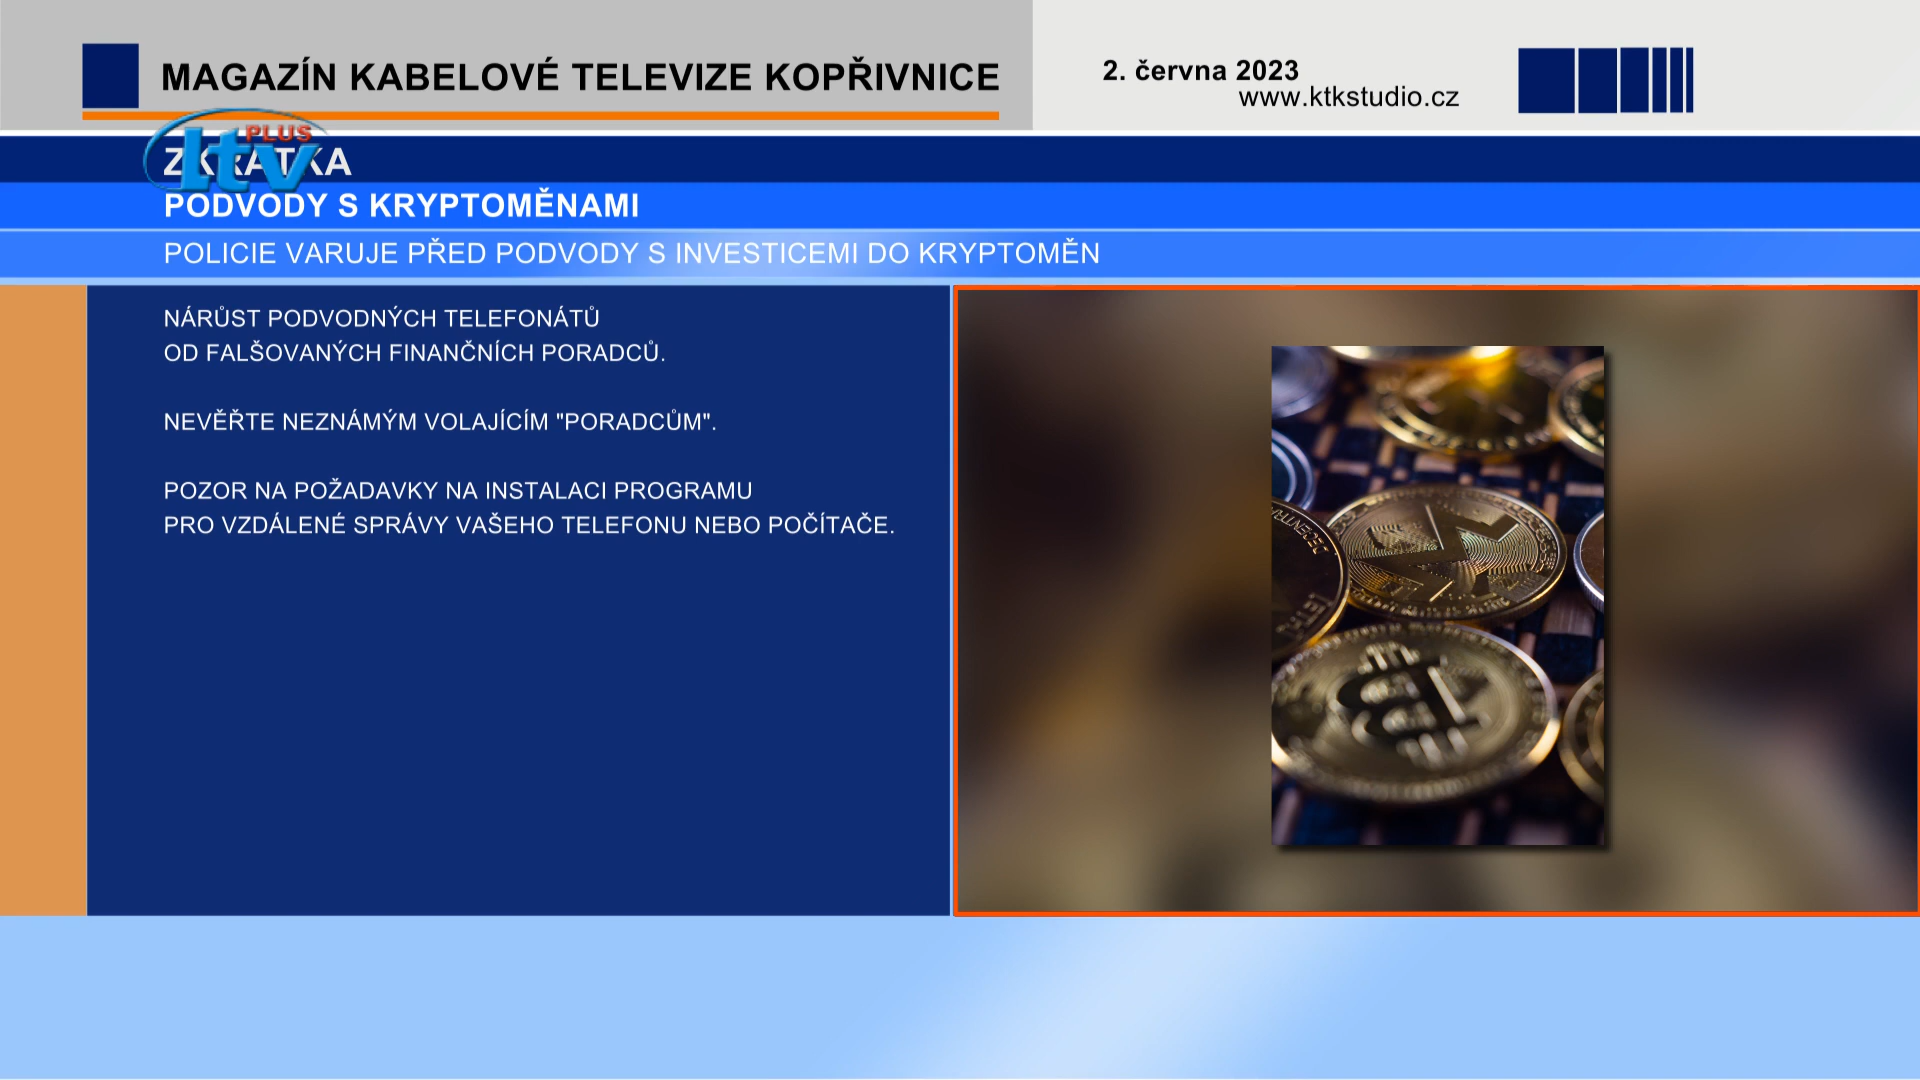 MAGAZÍN KABELOVÉ TELEVIZE KOPŘIVNICE
2. června 2023
www.ktkstudio.cz
PLUS
ltv
ZKRÁTKA
PODVODY S KRYPTOMĚNAMI
POLICIE VARUJE PŘED PODVODY S INVESTICEMI DO KRYPTOMĚN
NÁRŮST PODVODNÝCH TELEFONÁTŮ
OD FALŠOVANÝCH FINANČNÍCH PORADCŮ.
NEVĚŘTE NEZNÁMÝM VOLAJÍCÍM "PORADCŮM".
POZOR NA POŽADAVKY NA INSTALACI PROGRAMU
PRO VZDÁLENÉ SPRÁVY VAŠEHO TELEFONU NEBO POČÍTAČE.